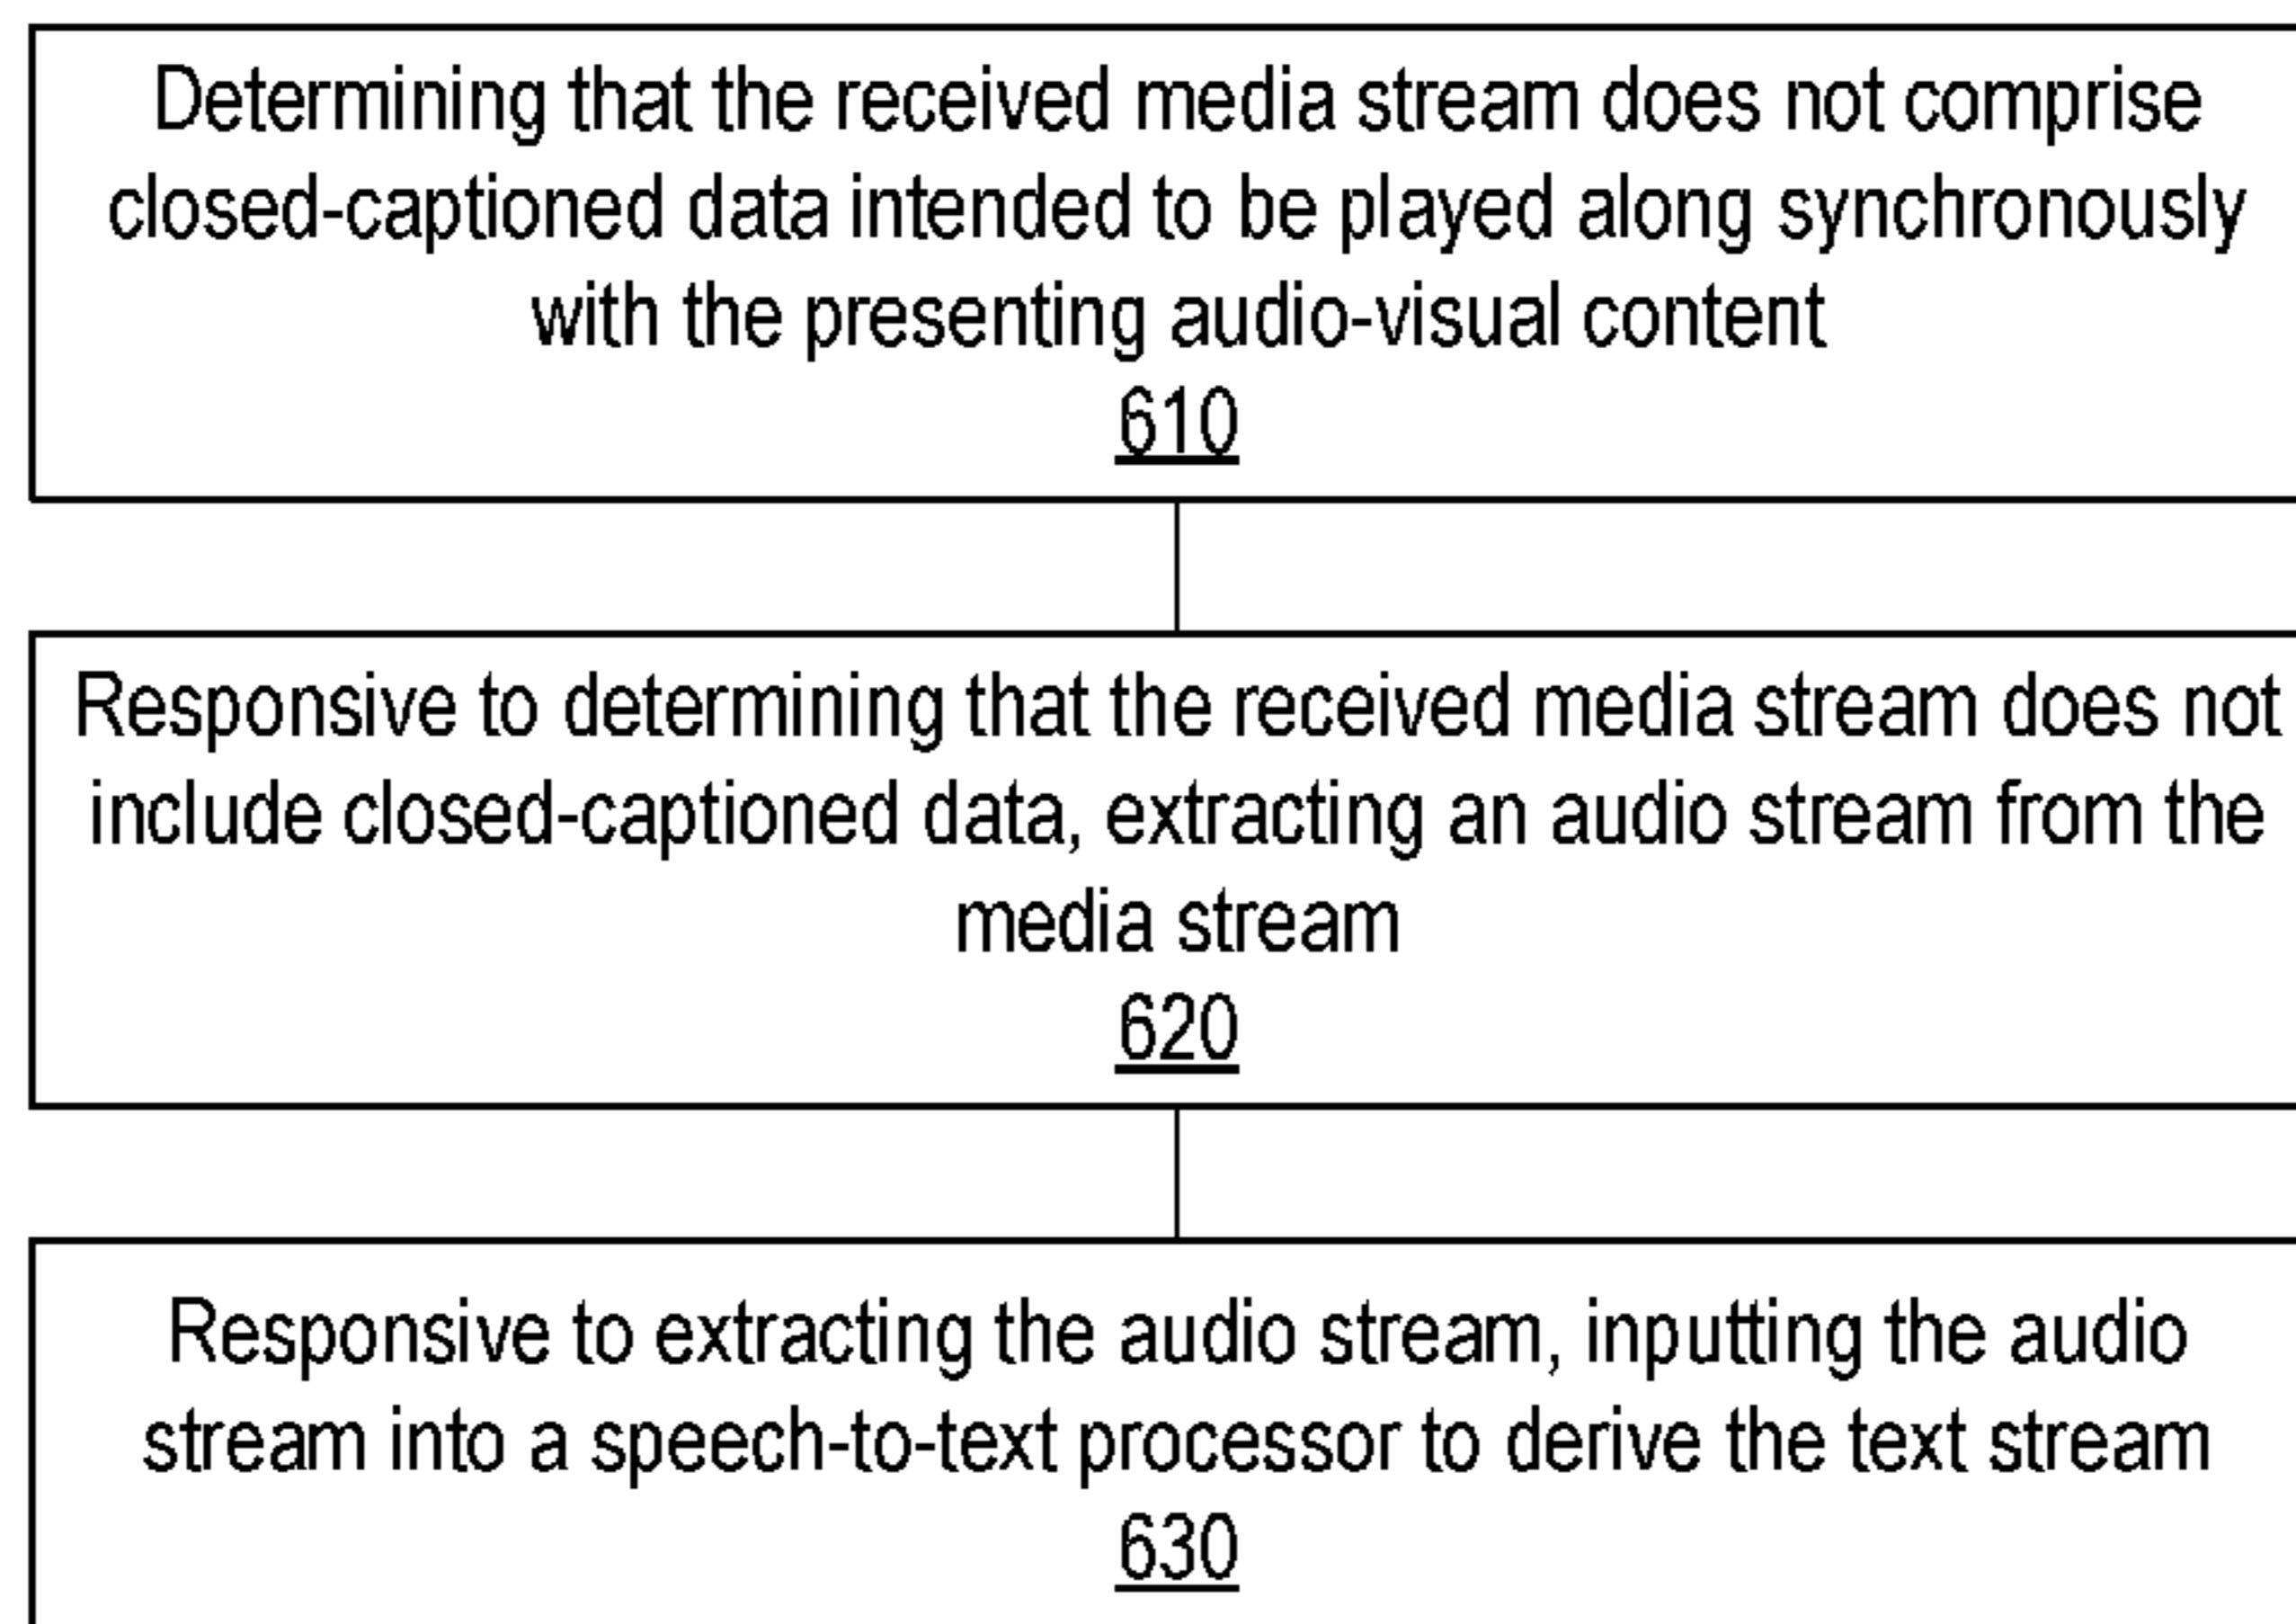 Determining that the received media stream does not comprise
closed-captioned data intended to be played along synchronously
with the presenting audio-visual content
610
Responsive to determining that the received media stream does not
include closed-captioned data, extracting an audio stream from the
media stream
620
Responsive to extracting the audio stream, inputting the audio
stream into a speech-to-text processor to derive the text stream
630